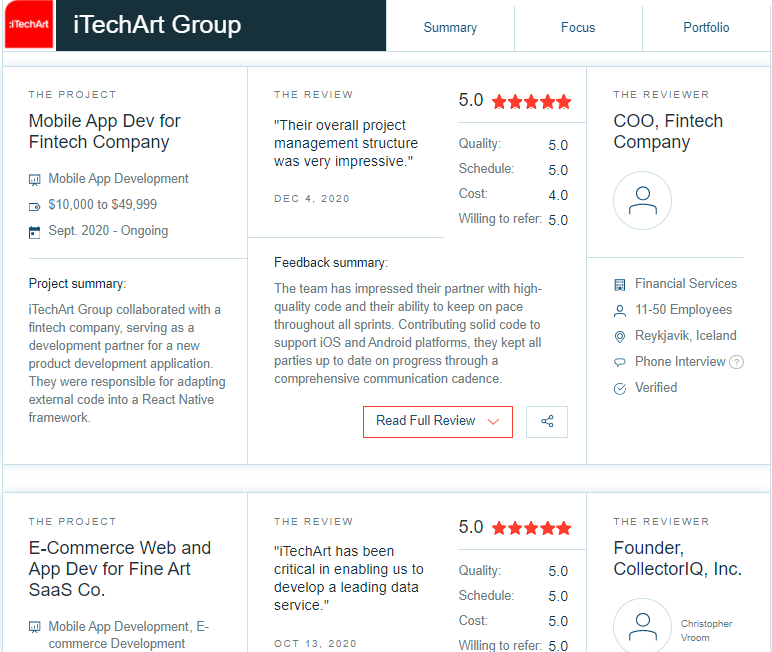 :iTechArt
iTechArt Group
Summary
Focus
Portfolio
THE PROJECT
Mobile App Dev for
Fintech Company
Mobile App Development
$10,000 to $49,999
Sept. 2020 - Ongoing
Project summary:
iTechArt Group collaborated with a
fintech company, serving as a
development partner for a new
product development application.
They were responsible for adapting
external code into a React Native
framework.
THE REVIEW
"Their overall project
management structure
was very impressive."
DEC 4, 2020
5.0
Quality: 5.0
Schedule: 5.0
Cost: 4.0
Willing to refer: 5.0
Feedback summary:
The team has impressed their partner with high-
quality code and their ability to keep on pace
throughout all sprints. Contributing solid code to
support iOS and Android platforms, they kept all
parties up to date on progress through a
comprehensive communication cadence.
Read Full Review
THE REVIEWER
COO, Fintech
Company
Financial Services
11-50 Employees
Reykjavik, Iceland
Phone Interview ?
Verified
THE PROJECT
E-Commerce Web and
App Dev for Fine Art
SaaS Co.
Mobile App Development, E-
commerce Development
THE REVIEW
"iTechArt has been
critical in enabling us to
develop a leading data
service."
OCT 13, 2020
5.0
Quality: 5.0
Schedule: 5.0
Cost: 5.0
Willing to refer: 5.0
THE REVIEWER
Founder,
CollectorIQ, Inc.
Christopher
Vroom